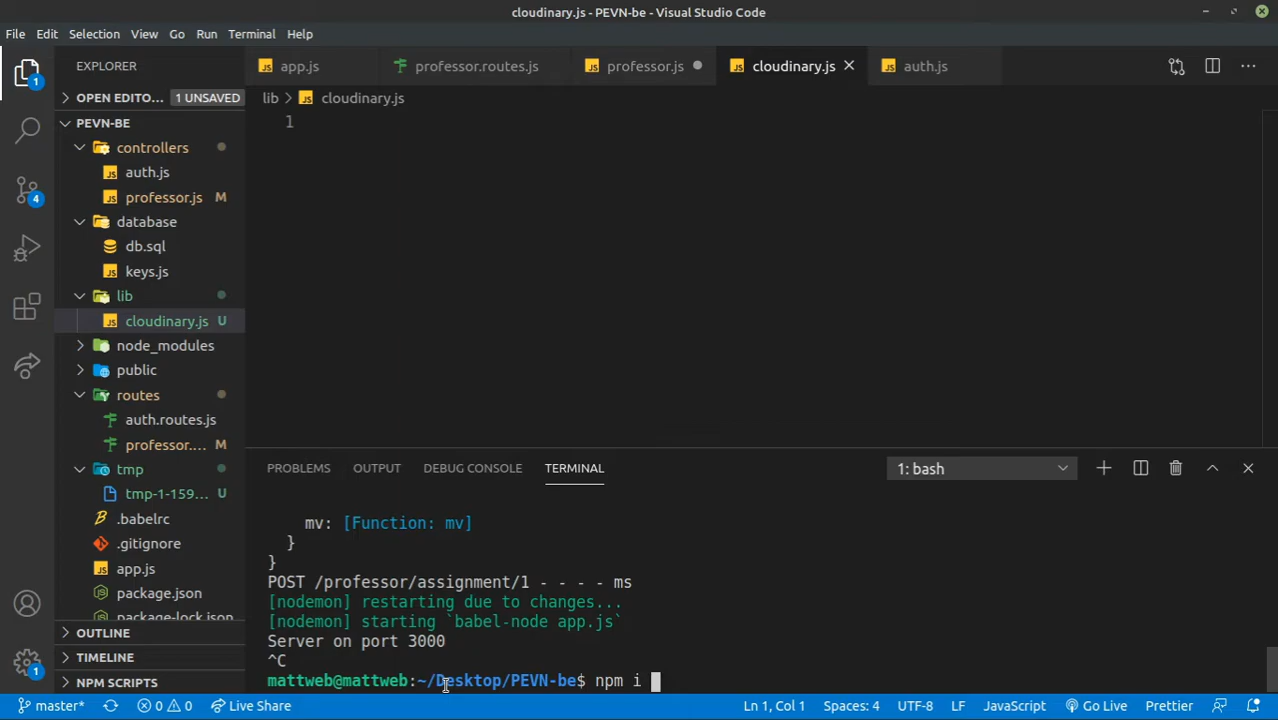 cloudinary.js - PEVN-be - Visual Studio Code
File Edit Selection View Go Run Terminal Help
EXPLORER
app.js professor.routes.js professor.js cloudinary.js auth.js
OPEN EDITO... 1 UNSAVED
lib cloudinary.js
PEVN-BE
1
controllers
auth.js
professor.js M
database
db.sql
keys.js
lib
cloudinary.js U
node_modules
public
routes
auth.routes.js
professor.... M
tmp
tmp-1-159... U
.babelrc
.gitignore
app.js
package.json
package-lock.json
OUTLINE
TIMELINE
NPM SCRIPTS
1
4
1
PROBLEMS OUTPUT DEBUG CONSOLE TERMINAL 1: bash
mv: [Function: mv]
}
}
POST /professor/assignment/1 - - - - ms
[nodemon] restarting due to changes...
[nodemon] starting `babel-node app.js`
Server on port 3000
^C
mattweb@mattweb:~/Desktop/PEVN-be$ npm i
master* 0 0 Live Share Ln 1, Col 1 Spaces: 4 UTF-8 LF JavaScript Go Live Prettier